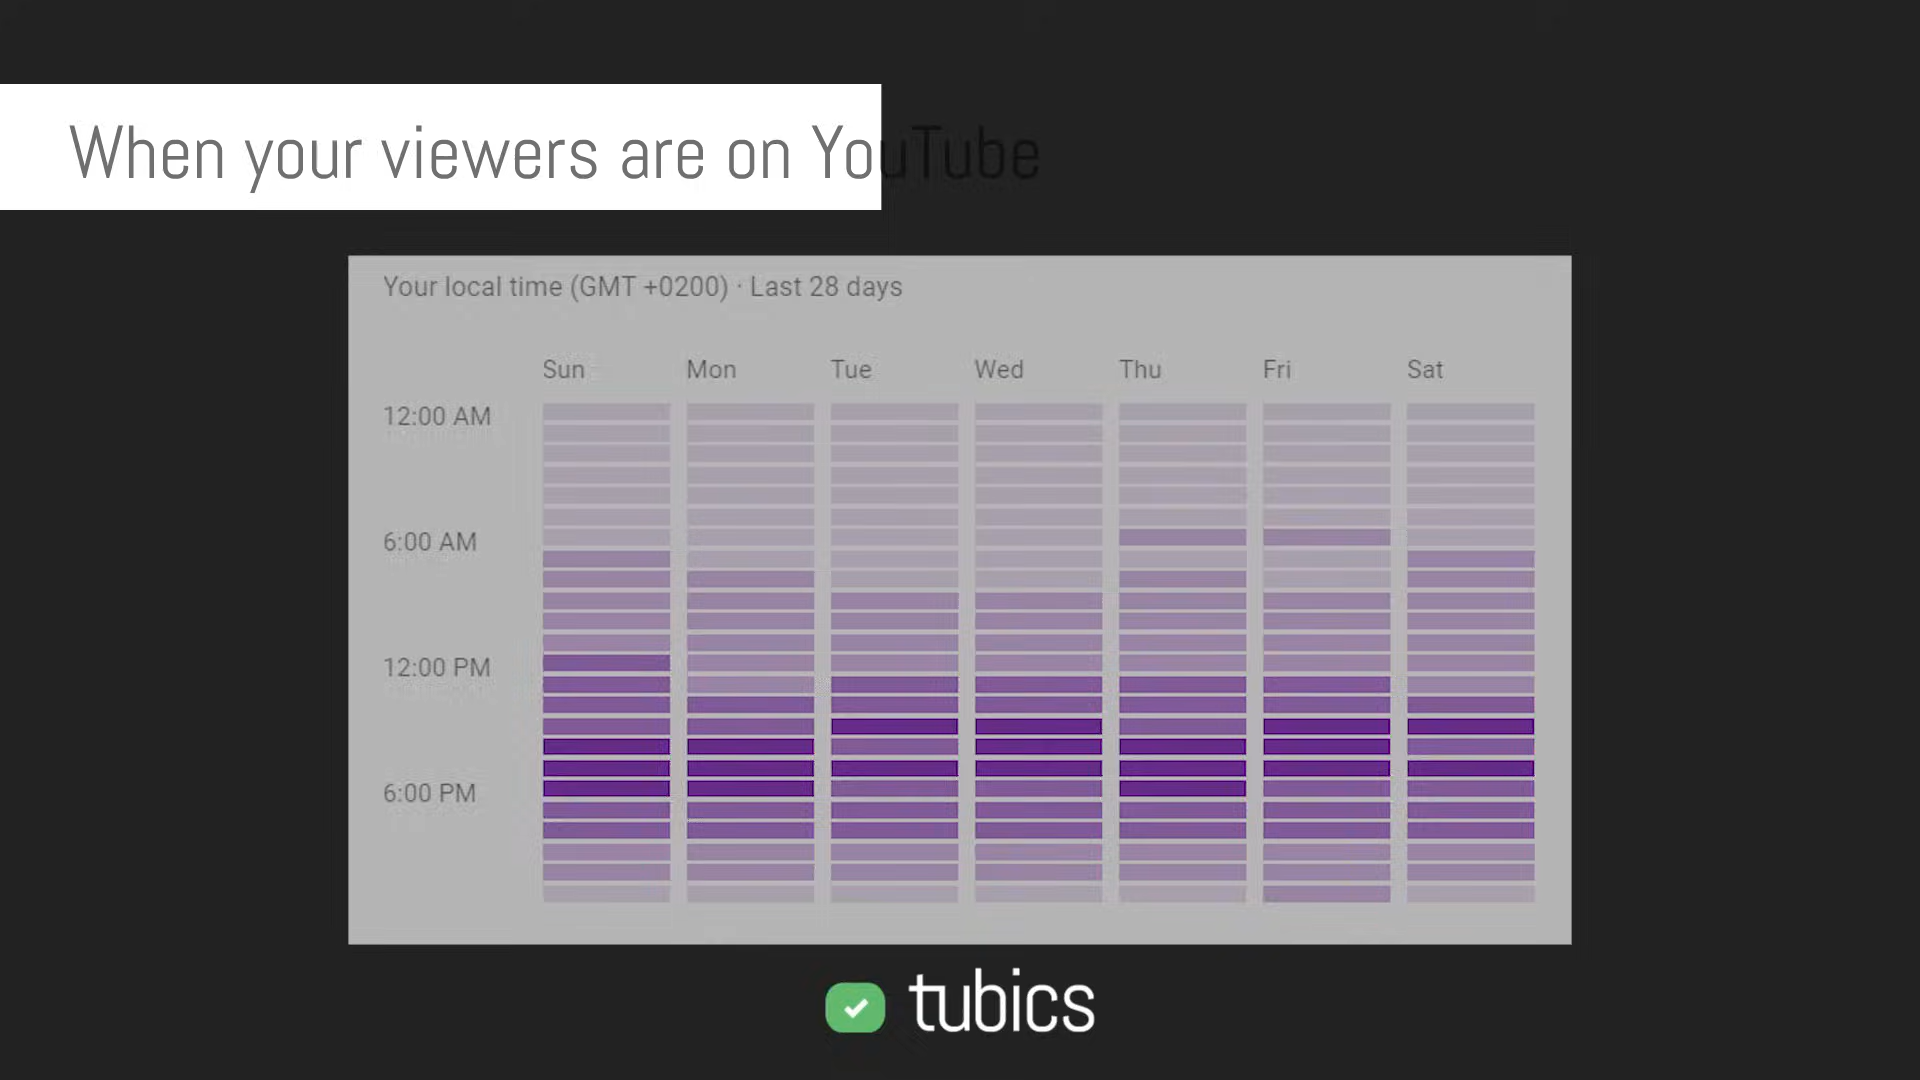 When your viewers are on YouTube
Your local time (GMT +0200) · Last 28 days
Sun Mon Tue Wed Thu Fri Sat
12:00 AM
6:00 AM
12:00 PM
6:00 PM
tubics